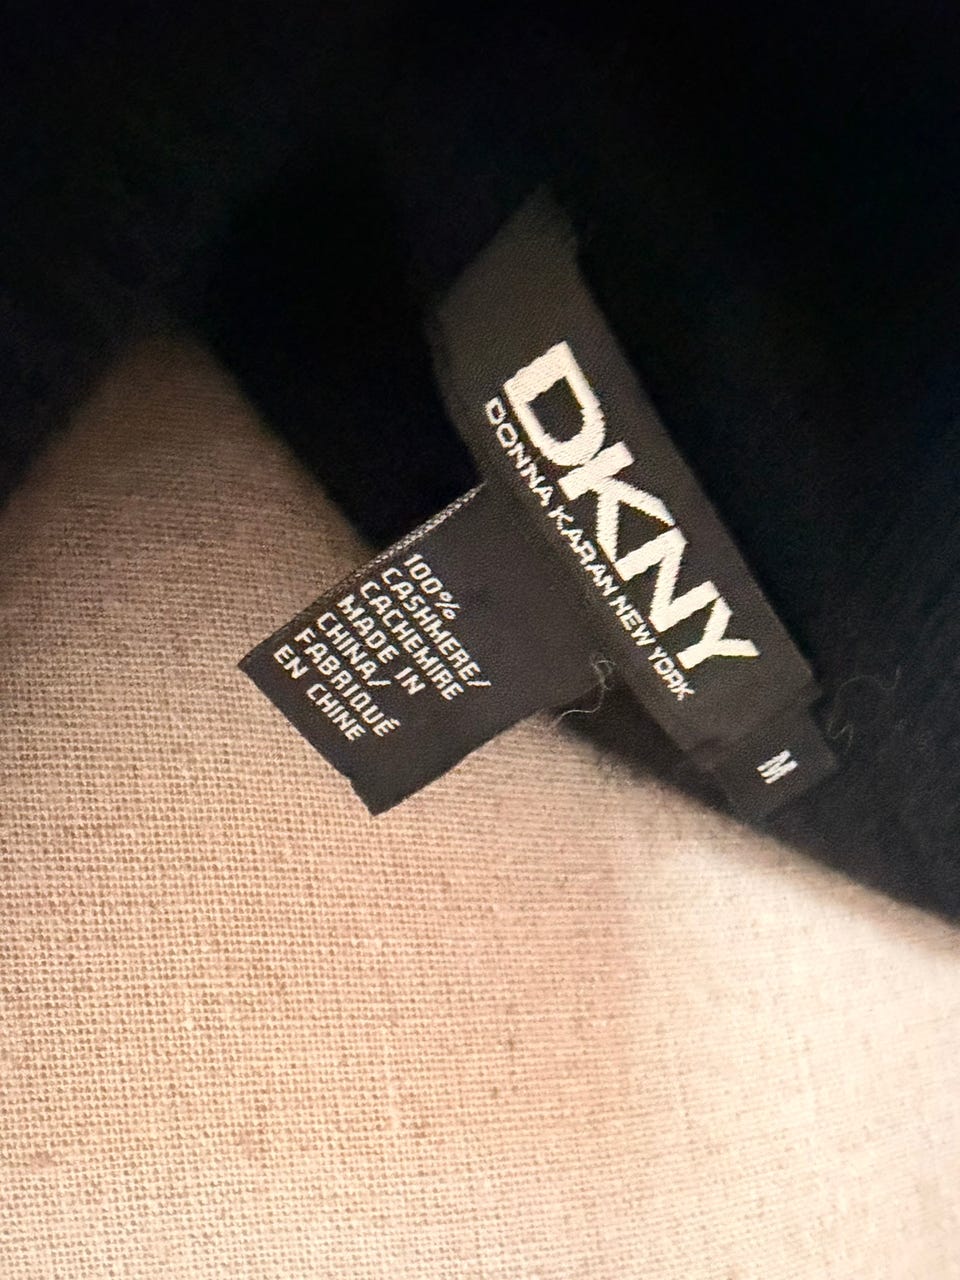 DKNY
DONNA KARAN NEW YORK
M
100%
CASHMERE/
CACHEMIRE
MADE IN
CHINA/
FABRIQUÉ
EN CHINE